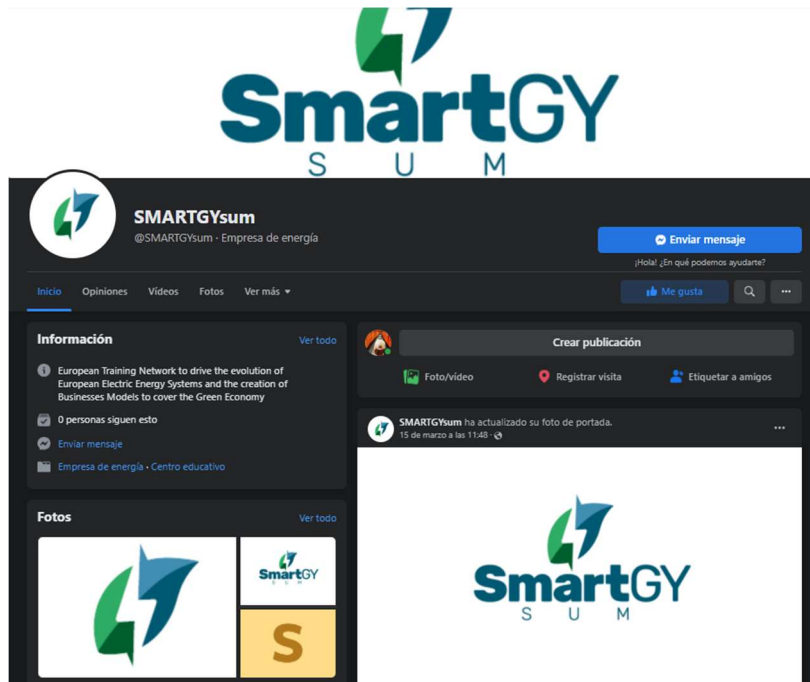 SmartGY
SUM
SMARTGYsum
@SMARTGYsum · Empresa de energía
Enviar mensaje
¡Hola! ¿En qué podemos ayudarte?
Inicio Opiniones Vídeos Fotos Ver más
Me gusta
Información Ver todo
European Training Network to drive the evolution of
European Electric Energy Systems and the creation of
Businesses Models to cover the Green Economy
0 personas siguen esto
Enviar mensaje
Empresa de energía · Centro educativo
Fotos Ver todo
SmartGY
S
Crear publicación
Foto/vídeo Registrar visita Etiquetar a amigos
SMARTGYsum ha actualizado su foto de portada.
15 de marzo a las 11:48 ·
SmartGY
SUM